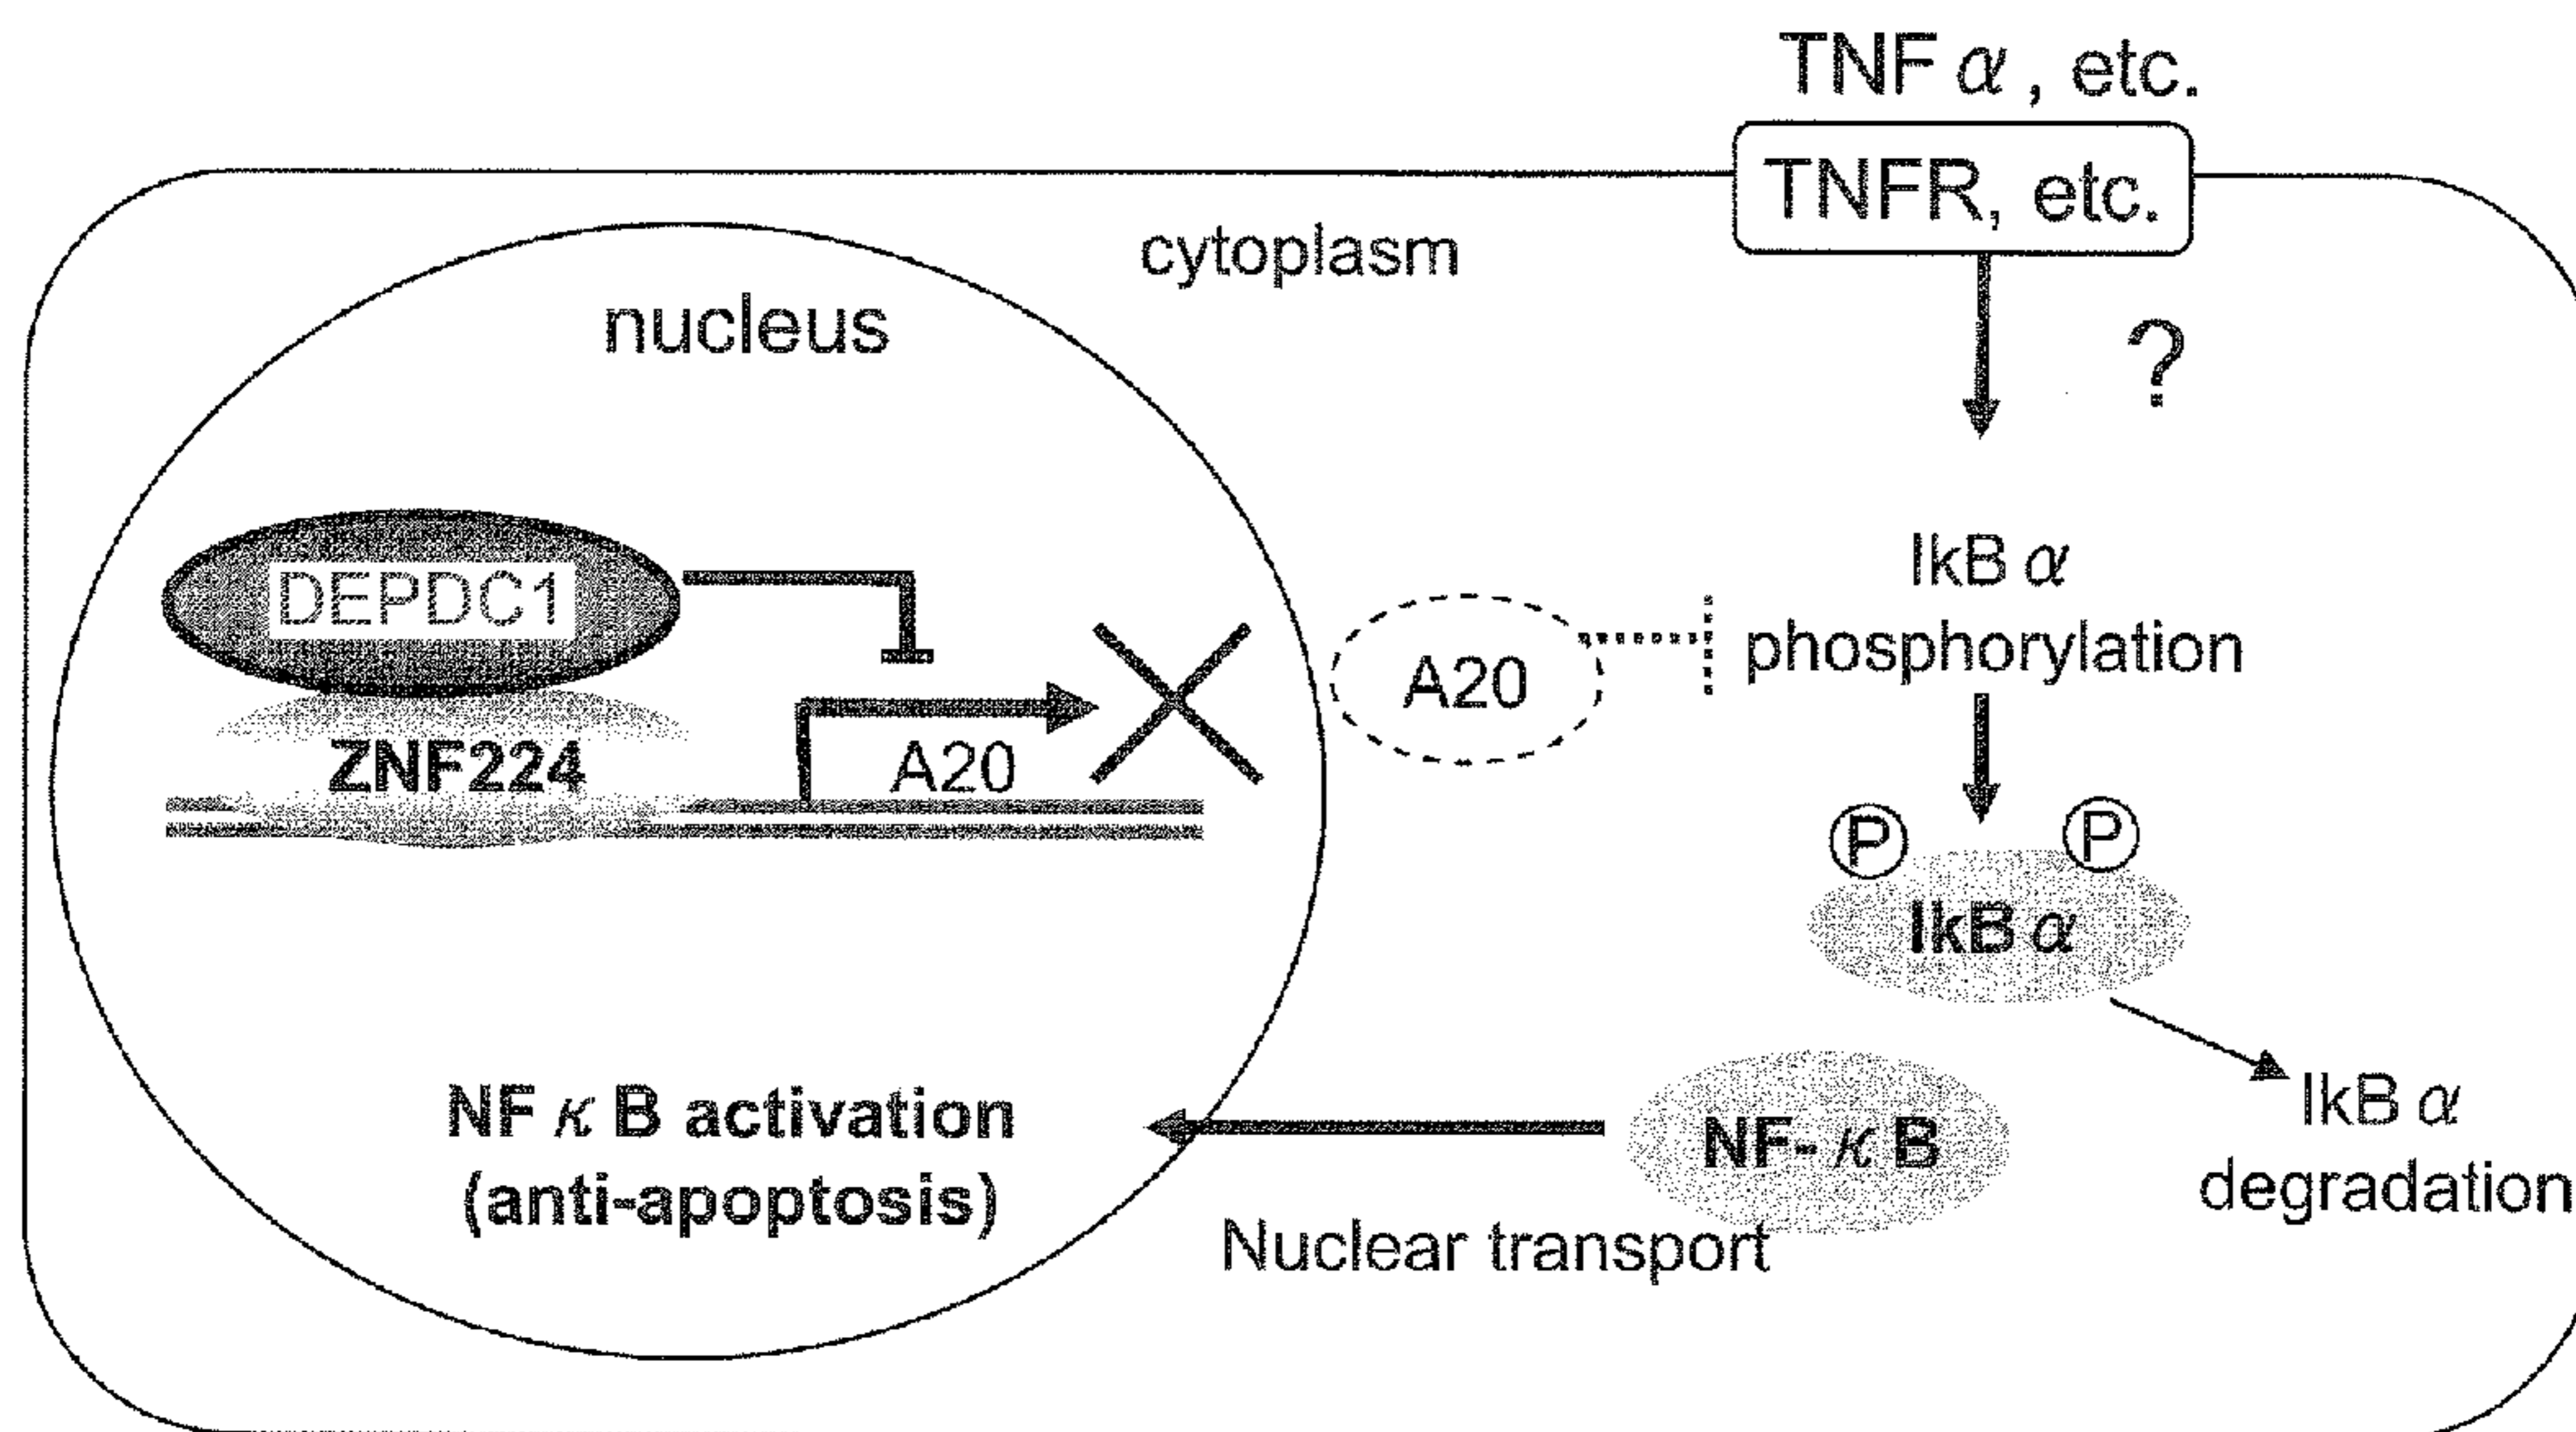 TNF α, etc.
TNFR, etc.
cytoplasm
nucleus
?
DEPDC1
IkB α
phosphorylation
A20
ZNF224
A20
P
P
IkB α
NF κ B activation
(anti-apoptosis)
NF- κ B
IkB α
degradation
Nuclear transport